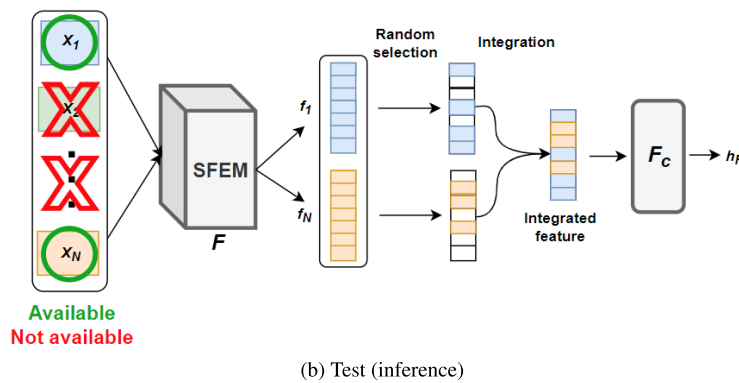 Random
selection
Integration
X1
X2
XN
SFEM
F
f1
fN
Integrated
feature
Fc
Available
Not available
(b) Test (inference)